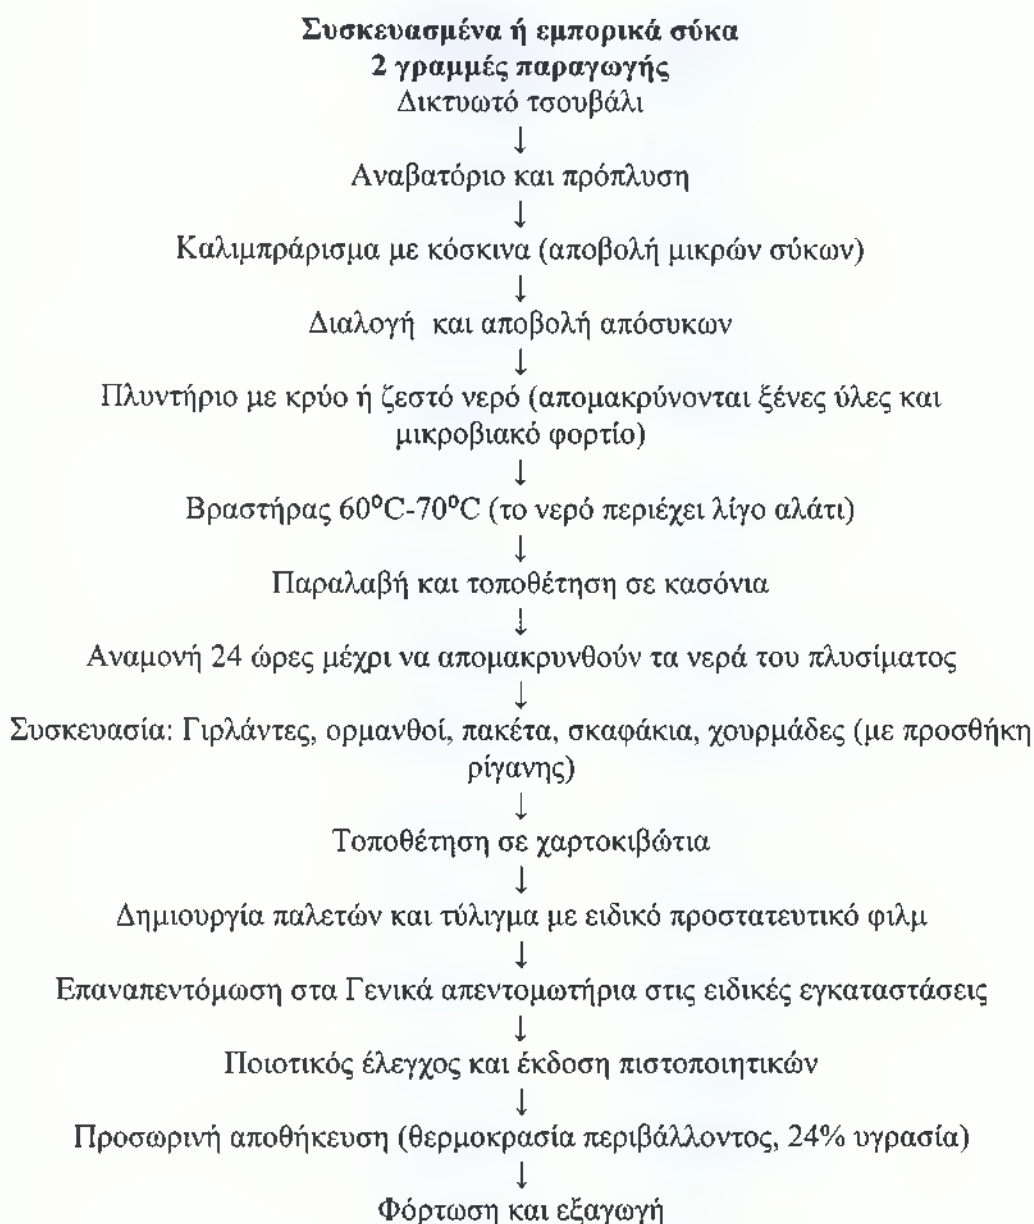 Συσκευασμένα ή εμπορικά σύκα
2 γραμμές παραγωγής
Δικτυωτό τσουβάλι
↓
Αναβατόριο και πρόπλυση
↓
Καλιμπράρισμα με κόσκινα (αποβολή μικρών σύκων)
↓
Διαλογή και αποβολή απόσυκων
↓
Πλυντήριο με κρύο ή ζεστό νερό (απομακρύνονται ξένες ύλες και
μικροβιακό φορτίο)
↓
Βραστήρας 60⁰C-70⁰C (το νερό περιέχει λίγο αλάτι)
↓
Παραλαβή και τοποθέτηση σε κασόνια
↓
Αναμονή 24 ώρες μέχρι να απομακρυνθούν τα νερά του πλυσίματος
↓
Συσκευασία: Γιρλάντες, ορμανθοί, πακέτα, σκαφάκια, χουρμάδες (με προσθήκη
ρίγανης)
↓
Τοποθέτηση σε χαρτοκιβώτια
↓
Δημιουργία παλετών και τύλιγμα με ειδικό προστατευτικό φιλμ
↓
Επαναπεντόμωση στα Γενικά απεντομωτήρια στις ειδικές εγκαταστάσεις
↓
Ποιοτικός έλεγχος και έκδοση πιστοποιητικών
↓
Προσωρινή αποθήκευση (θερμοκρασία περιβάλλοντος, 24% υγρασία)
↓
Φόρτωση και εξαγωγή